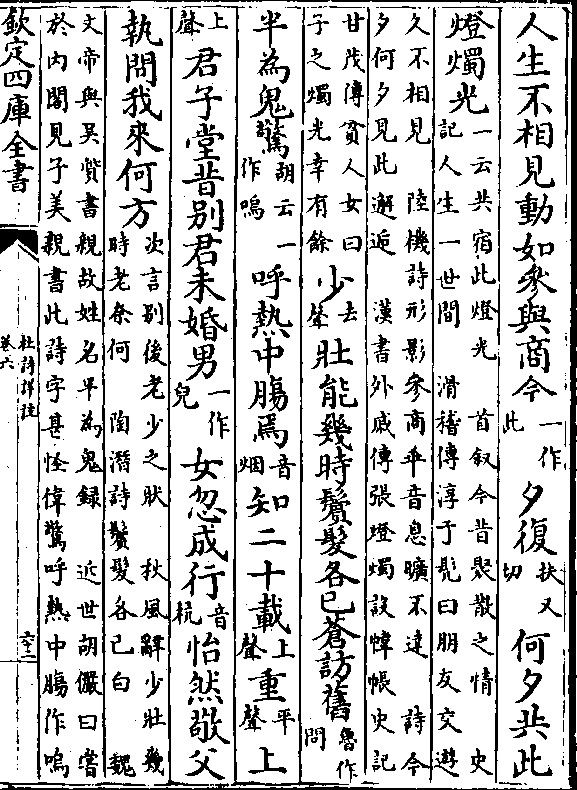 人生不相見動如參與商今一作此夕復扶又切何夕共此
燈燭光一云共宿此燈光 首叙今昔聚散之情 史
記人生一世間 滑稽傳淳于髡曰朋友交遊
久不相見 陸機詩形影參商乖音息曠不達 詩今
夕何夕見此邂逅 漢書外戚傳張燈燭設幃帳 史記
甘茂傳貧人女曰
子之燭光幸有餘少去聲壯能幾時鬢髮各已蒼訪舊魯作問
半為鬼驚胡云一作嗚呼熱中腸焉音烟知二十載上聲重平聲上
上聲君子堂昔别君未婚男一作兒女忽成行音杭怡然敬父
執問我來何方次言别後老少之狀 秋風辭少壯幾
時老奈何 陶潛詩鬢髮各已白 魏
文帝與吴質書親故姓名早為鬼録 近世胡儼曰嘗
於内閣見子美親書此詩字甚怪偉驚呼熱中腸作嗚
欽定四庫全書
杜詩詳註
卷六